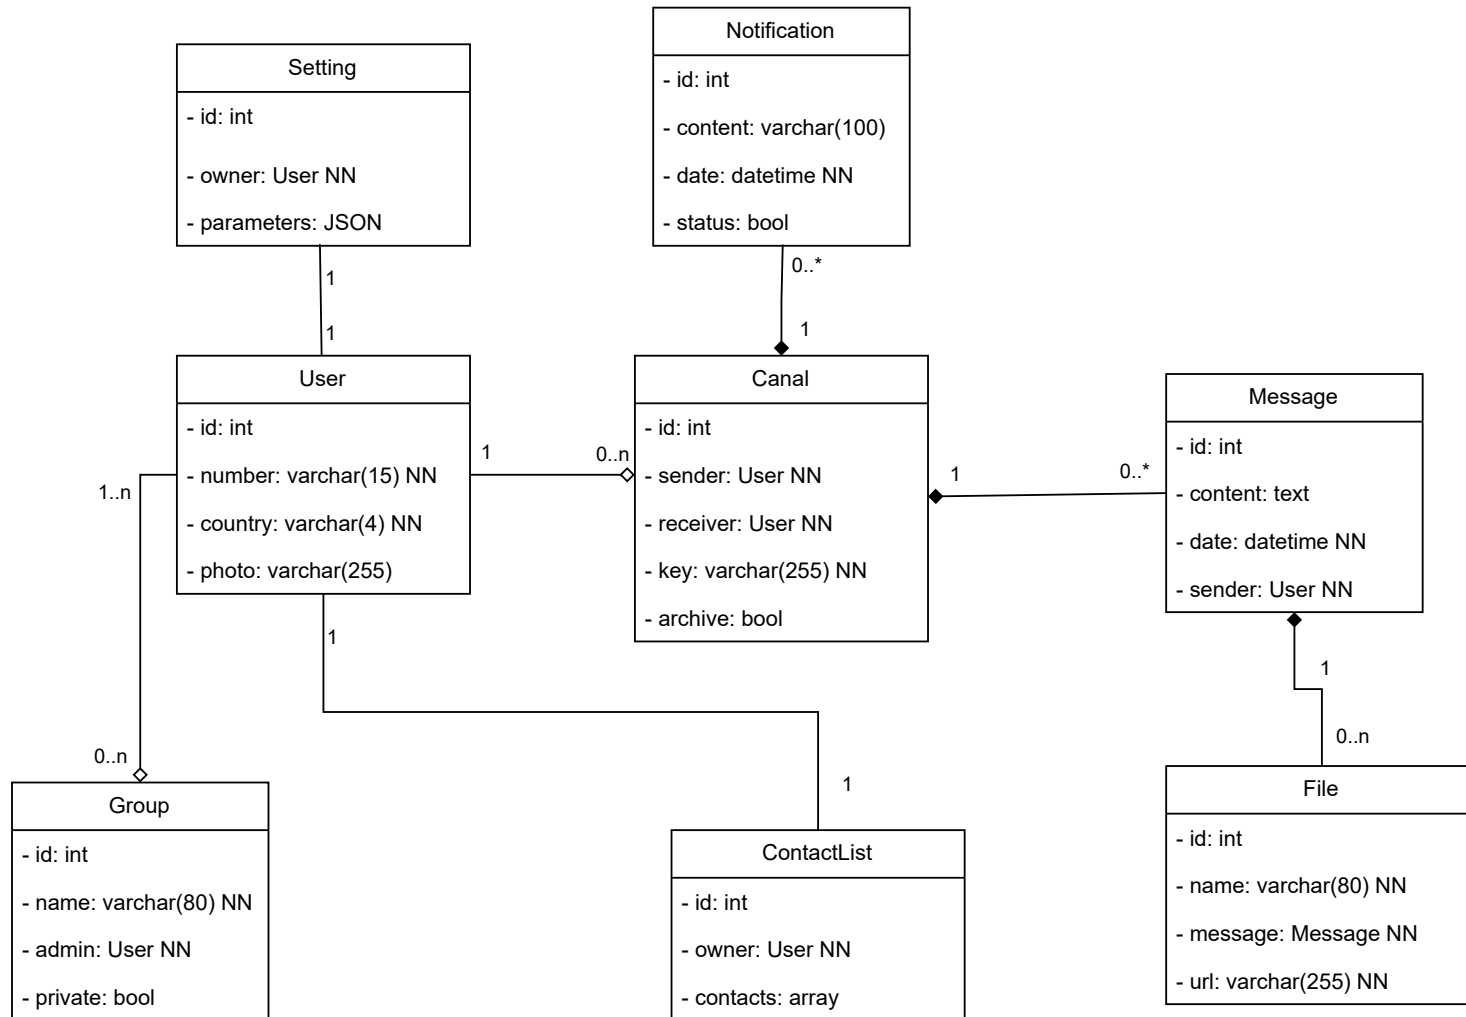 Setting
- id: int
- owner: User NN
- parameters: JSON
Notification
- id: int
- content: varchar(100)
- date: datetime NN
- status: bool
1
1
0..*
1
User
- id: int
- number: varchar(15) NN
- country: varchar(4) NN
- photo: varchar(255)
1
0..n
Canal
- id: int
- sender: User NN
- receiver: User NN
- key: varchar(255) NN
- archive: bool
1
0..*
Message
- id: int
- content: text
- date: datetime NN
- sender: User NN
1..n
0..n
1
1
1
0..n
Group
- id: int
- name: varchar(80) NN
- admin: User NN
- private: bool
ContactList
- id: int
- owner: User NN
- contacts: array
File
- id: int
- name: varchar(80) NN
- message: Message NN
- url: varchar(255) NN